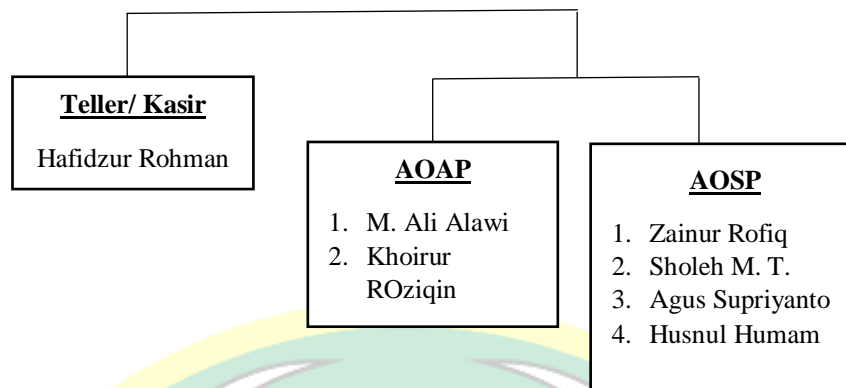 Teller/ Kasir
Hafidzur Rohman
AOAP
1. M. Ali Alawi
2. Khoirur
ROziqin
AOSP
1. Zainur Rofiq
2. Sholeh M. T.
3. Agus Supriyanto
4. Husnul Humam